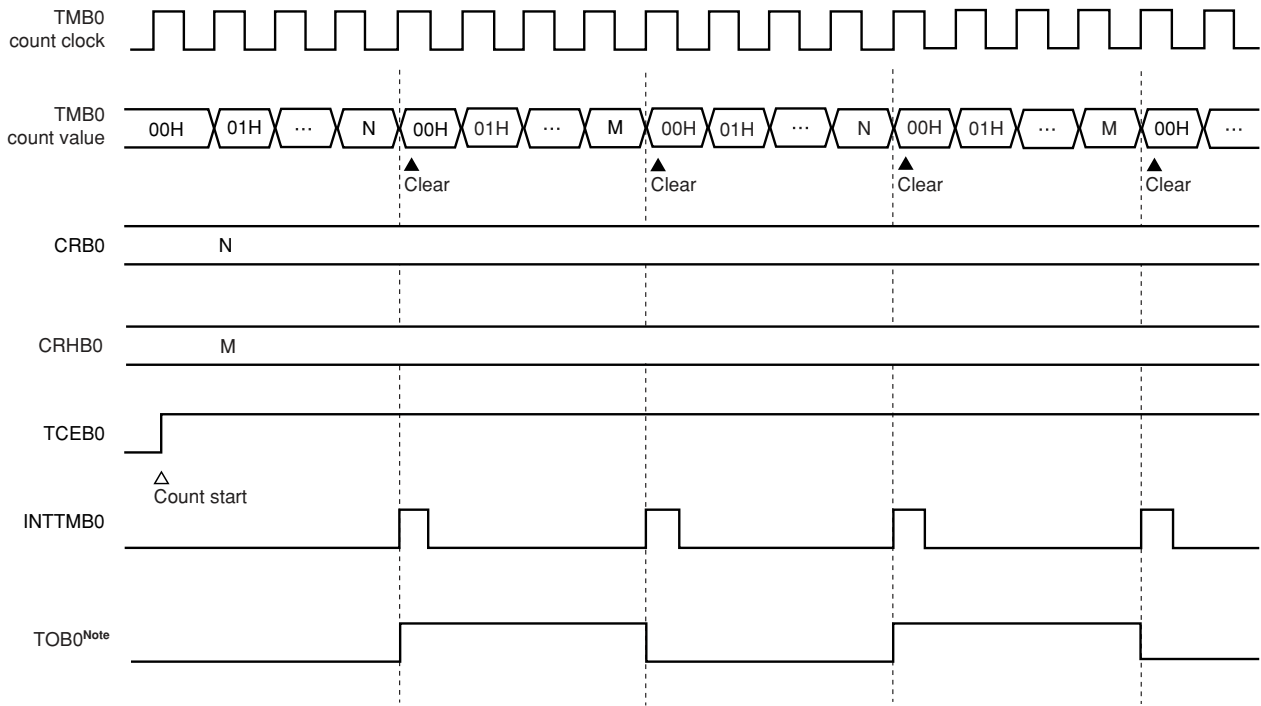 TMB0
count clock
TMB0
count value
00H 01H ... N 00H 01H ... M 00H 01H ... N 00H 01H ... M 00H ...
Clear Clear Clear Clear
CRB0 N
CRHB0 M
TCEB0
Count start
INTTMB0
TOB0Note